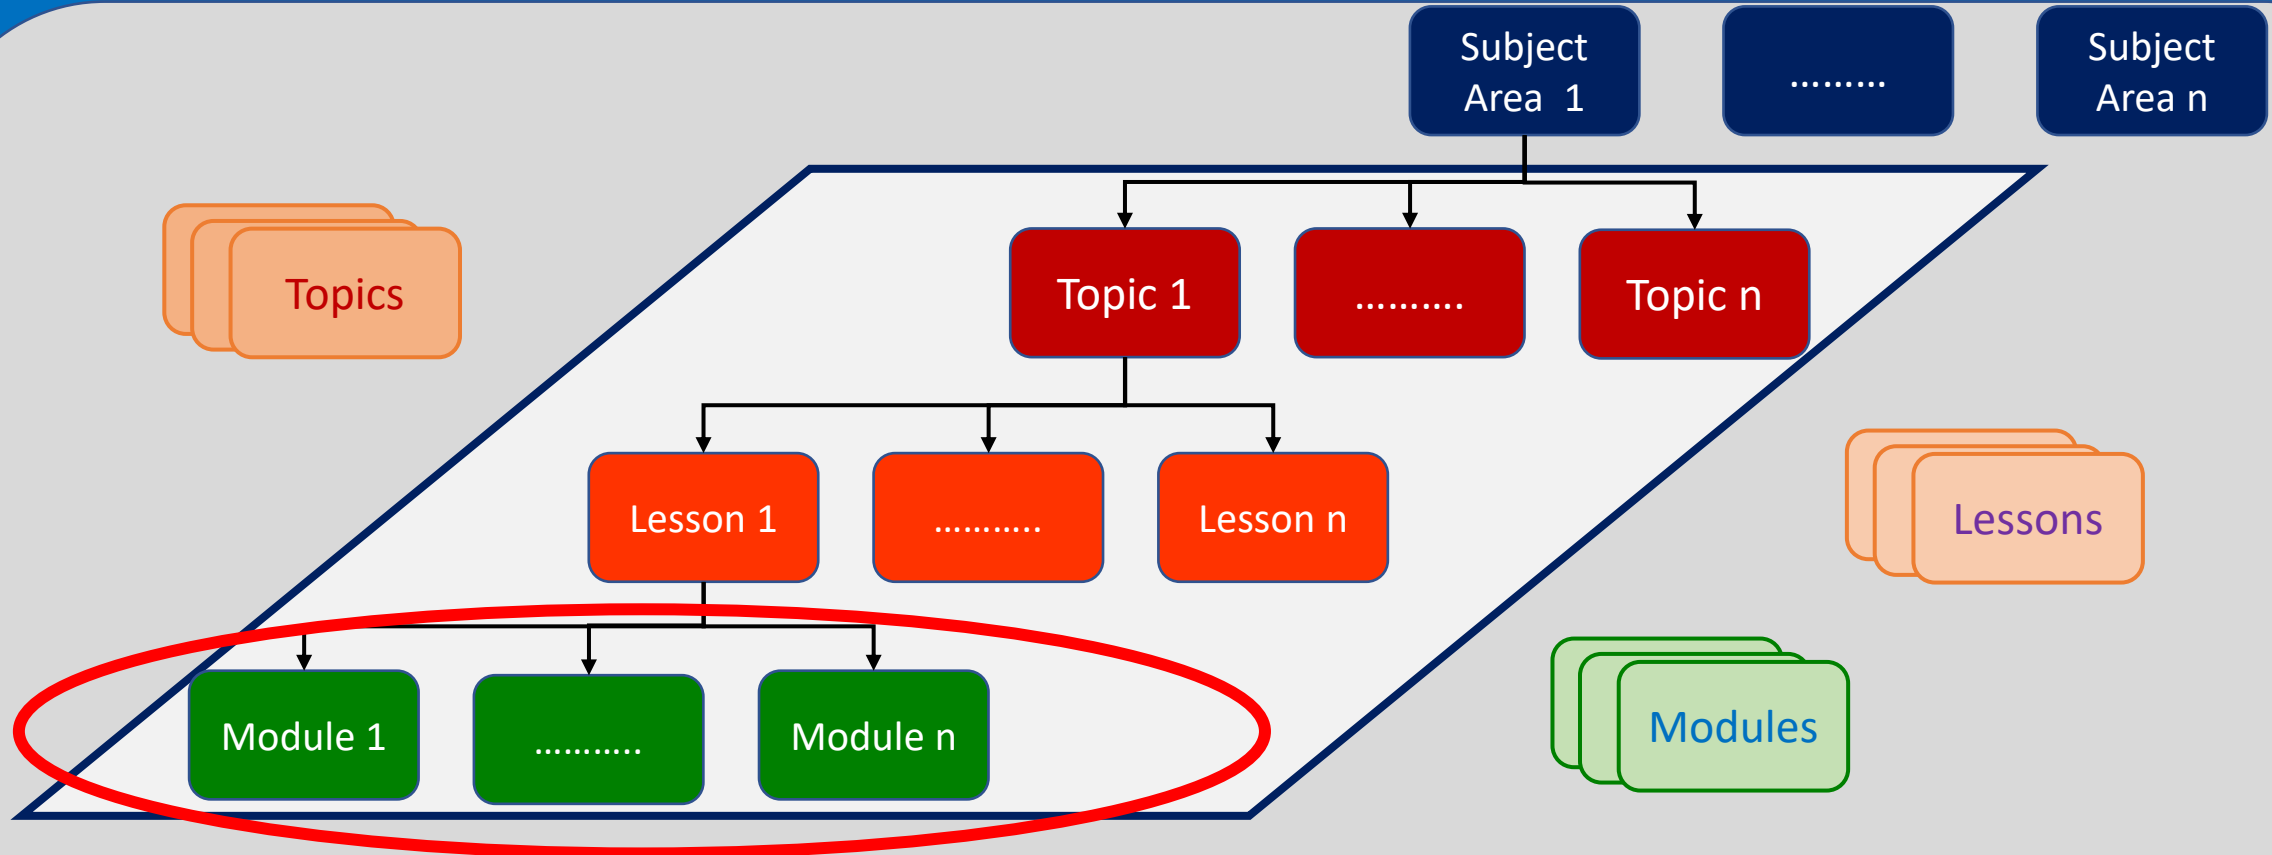 Subject
Area  1
………
Subject
Area n
Topics
Topic 1
……….
Topic n
Lesson 1
………..
Lesson n
Lessons
Module 1
………..
Module n
Modules